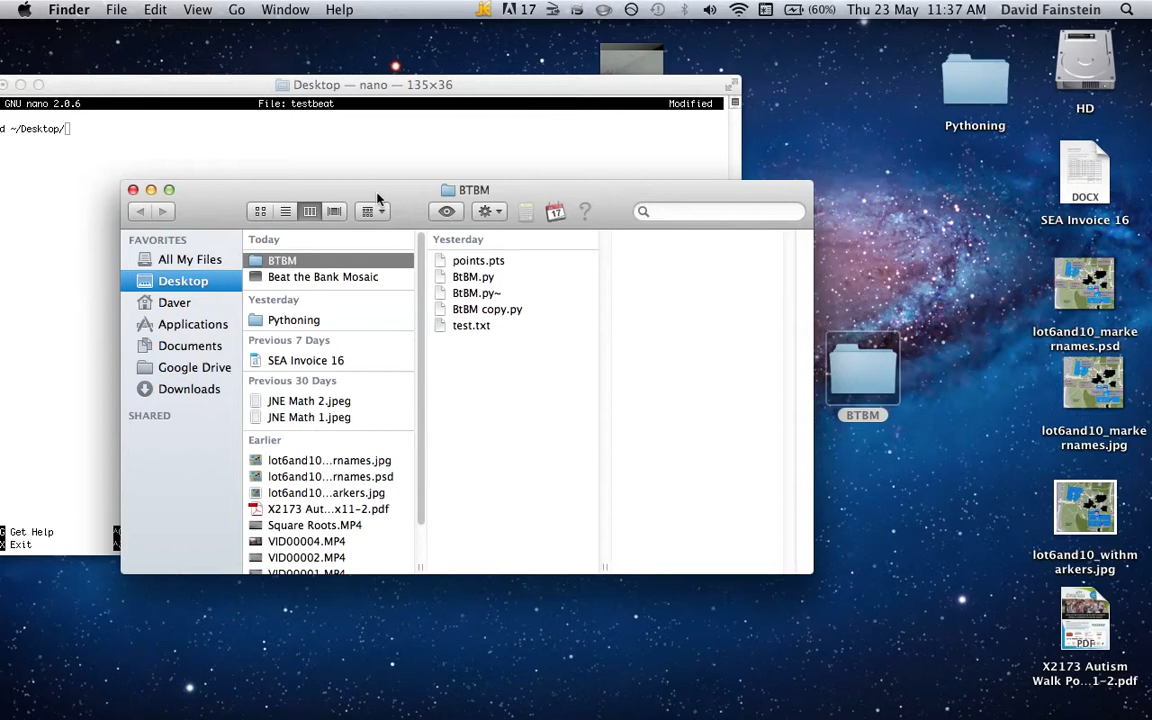 Finder File Edit View Go Window Help 17 (60%) Thu 23 May 11:37 AM David Fainstein
Desktop — nano — 135×36
GNU nano 2.0.6 File: testbeat Modified
d ~/Desktop/
Get Help
Exit
BTBM
17
FAVORITES
All My Files
Desktop
Daver
Applications
Documents
Google Drive
Downloads
SHARED
Today
BTBM
Beat the Bank Mosaic
Yesterday
Pythoning
Previous 7 Days
SEA Invoice 16
Previous 30 Days
JNE Math 2.jpeg
JNE Math 1.jpeg
Earlier
lot6and10...rnames.jpg
lot6and10...rnames.psd
lot6and10...arkers.jpg
X2173 Aut...x11-2.pdf
Square Roots.MP4
VID00004.MP4
VID00002.MP4
VID00001.MP4
Yesterday
points.pts
BtBM.py
BtBM.py~
BtBM copy.py
test.txt
BTBM
Pythoning
HD
DOCX
SEA Invoice 16
lot6and10_marke
rnames.psd
lot6and10_marke
rnames.jpg
lot6and10_withm
arkers.jpg
PDF
X2173 Autism
Walk Po...1-2.pdf